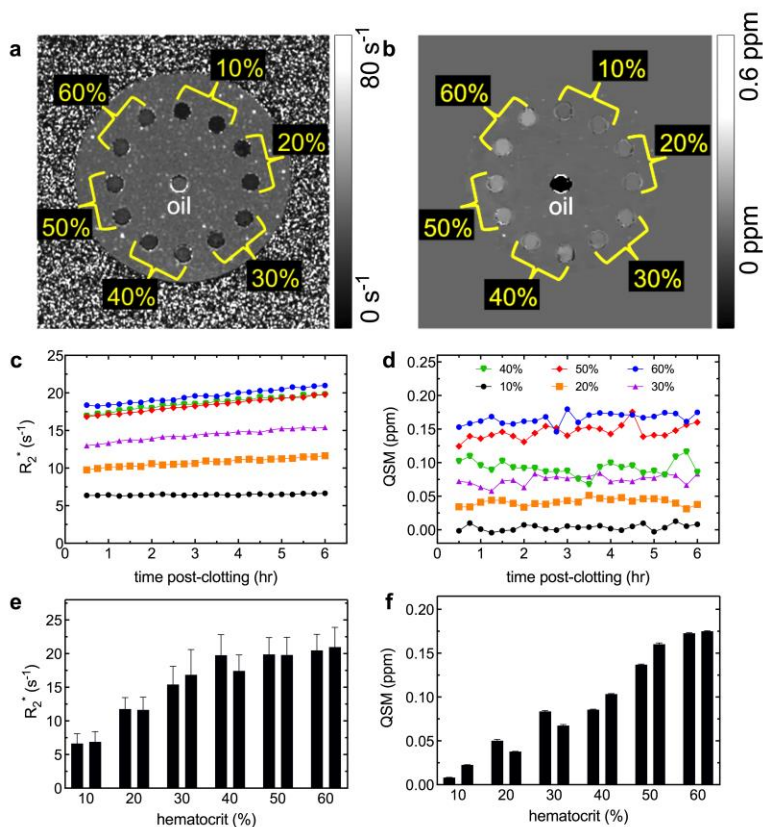 a
10%
60%
20%
oil
50%
40%
30%
80 s⁻¹
0 s⁻¹
b
10%
60%
20%
oil
50%
40%
30%
0.6 ppm
0 ppm
c
25
20
15
10
5
0
R₂* (s⁻¹)
0 1 2 3 4 5 6
time post-clotting (hr)
d
0.25
0.20
0.15
0.10
0.05
0.00
QSM (ppm)
40% 50% 60%
10% 20% 30%
0 1 2 3 4 5 6
time post-clotting (hr)
e
25
20
15
10
5
0
R₂* (s⁻¹)
10 20 30 40 50 60
hematocrit (%)
f
0.20
0.15
0.10
0.05
0.00
QSM (ppm)
10 20 30 40 50 60
hematocrit (%)